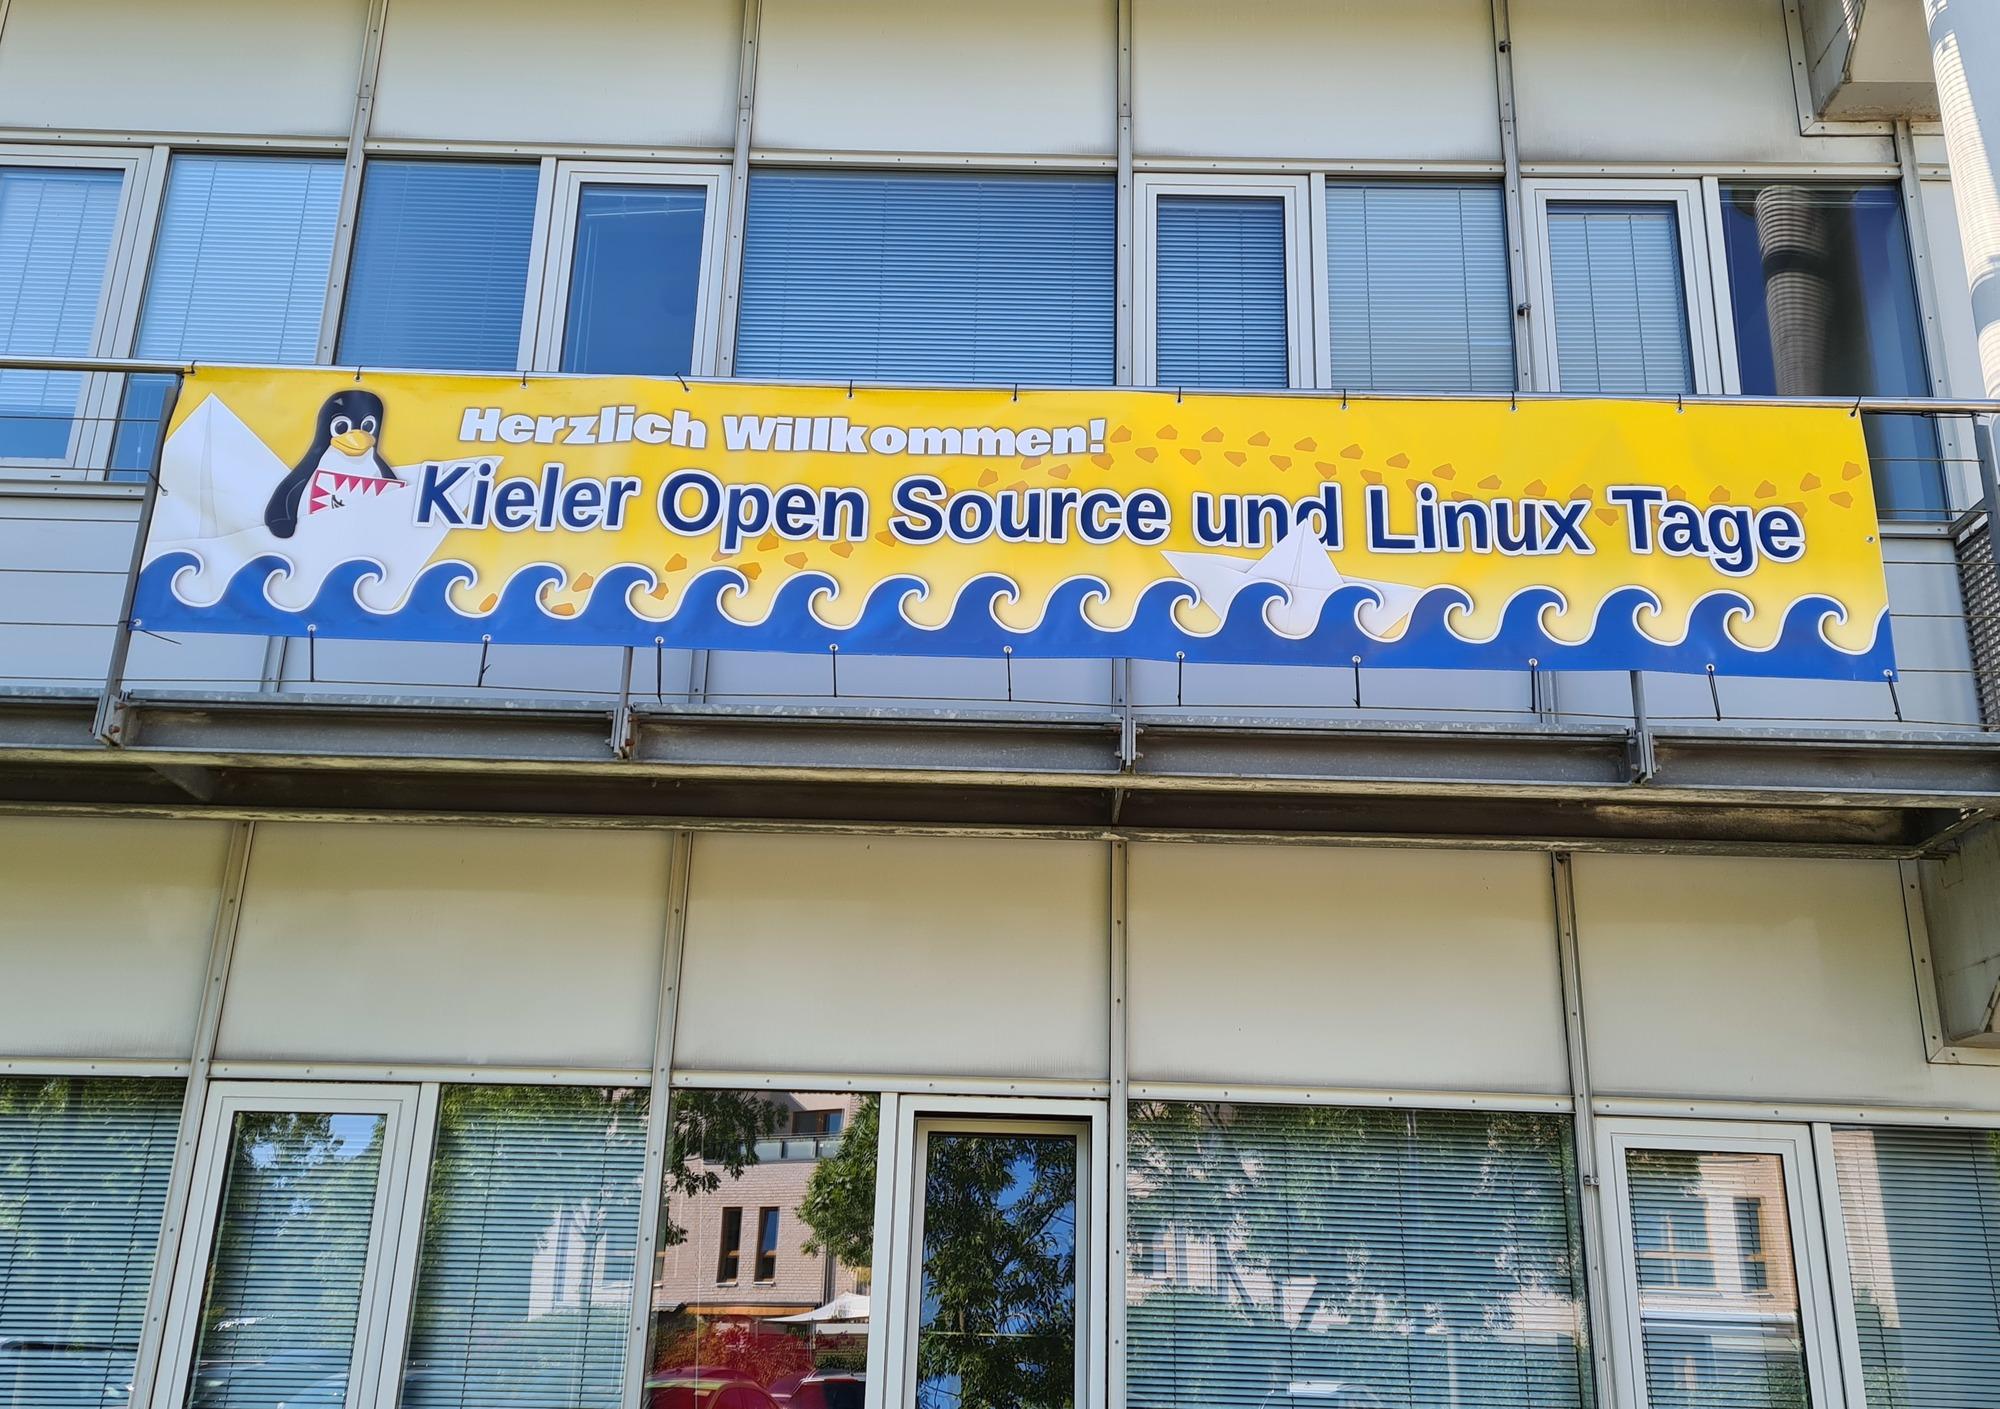 Herzlich Willkommen!
Kieler Open Source und Linux Tage